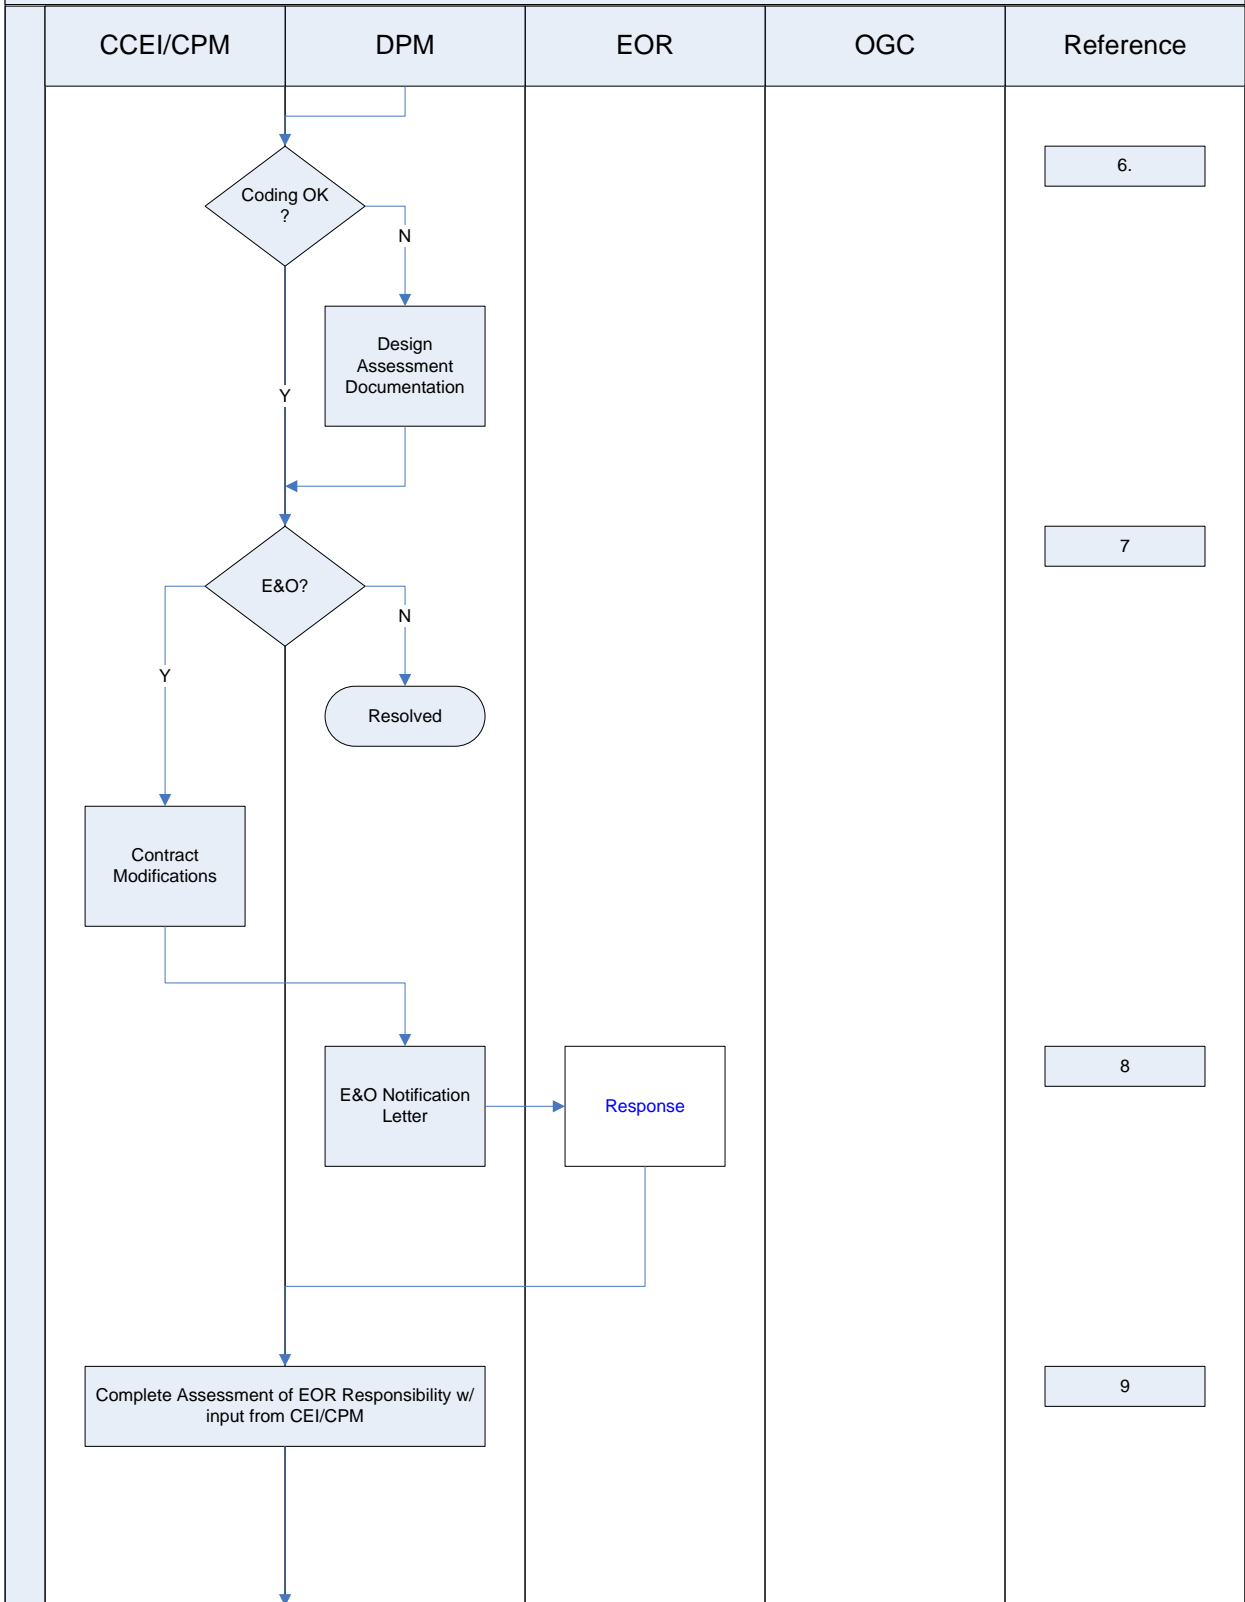 CCEI/CPM
DPM
EOR
OGC
Reference
Coding OK
?
6.
N
Design
Assessment
Documentation
Y
E&O?
7
N
Y
Resolved
Contract
Modifications
E&O Notification
Letter
Response
8
Complete Assessment of EOR Responsibility w/
input from CEI/CPM
9